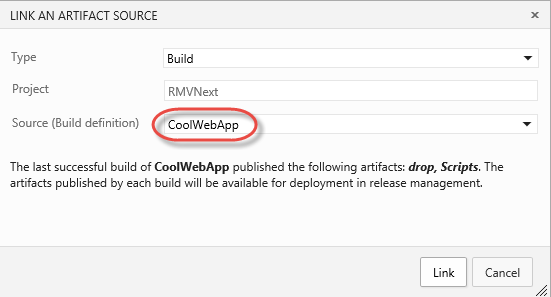 LINK AN ARTIFACT SOURCE
Type Build
Project RMVNext
Source (Build definition) CoolWebApp
The last successful build of CoolWebApp published the following artifacts: drop, Scripts. The
artifacts published by each build will be available for deployment in release management.
Link Cancel